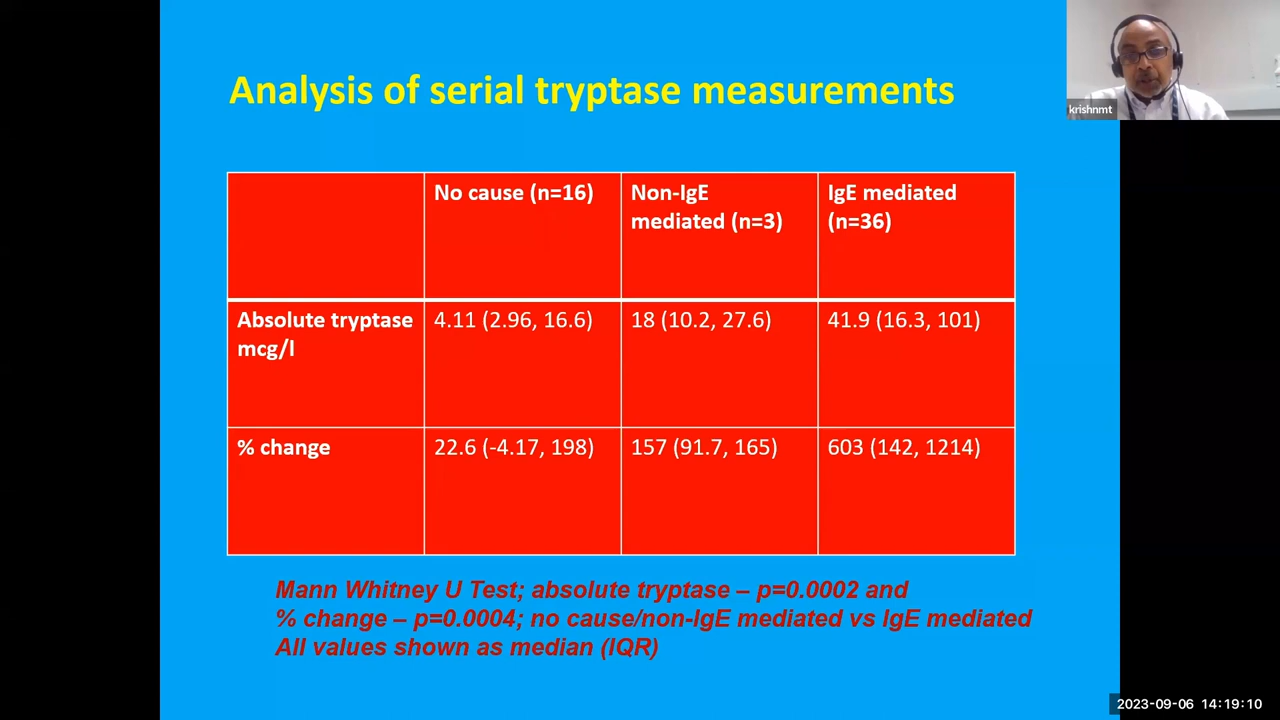 Analysis of serial tryptase measurements
krishnmt
No cause (n=16)
Non-IgE
mediated (n=3)
IgE mediated
(n=36)
Absolute tryptase
mcg/l
4.11 (2.96, 16.6)
18 (10.2, 27.6)
41.9 (16.3, 101)
% change
22.6 (-4.17, 198)
157 (91.7, 165)
603 (142, 1214)
Mann Whitney U Test; absolute tryptase – p=0.0002 and
% change – p=0.0004; no cause/non-IgE mediated vs IgE mediated
All values shown as median (IQR)
2023-09-06 14:19:10